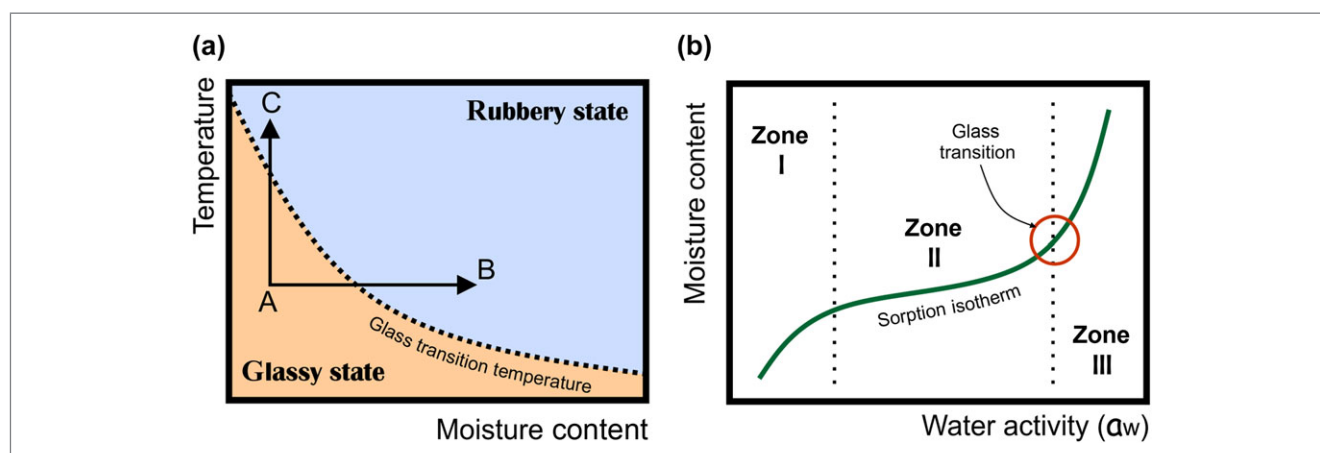 (a)
Temperature
C
Rubbery state
A
B
Glass transition temperature
Glassy state
Moisture content
(b)
Moisture content
Zone
I
Glass
transition
Zone
II
Sorption isotherm
Zone
III
Water activity (aw)